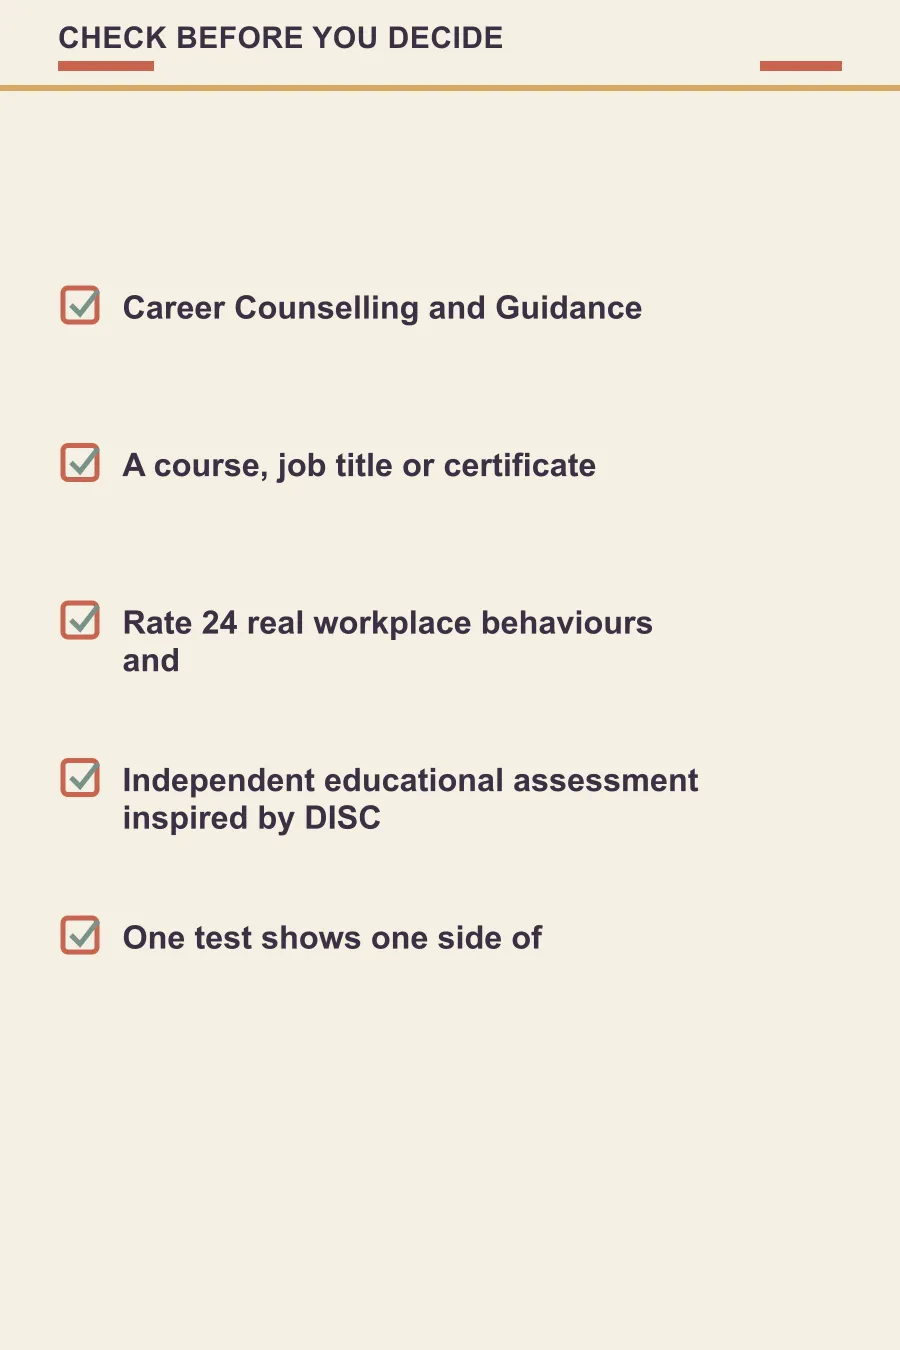 CHECK BEFORE YOU DECIDE
Career Counselling and Guidance
A course, job title or certificate
Rate 24 real workplace behaviours
and
Independent educational assessment
inspired by DISC
One test shows one side of